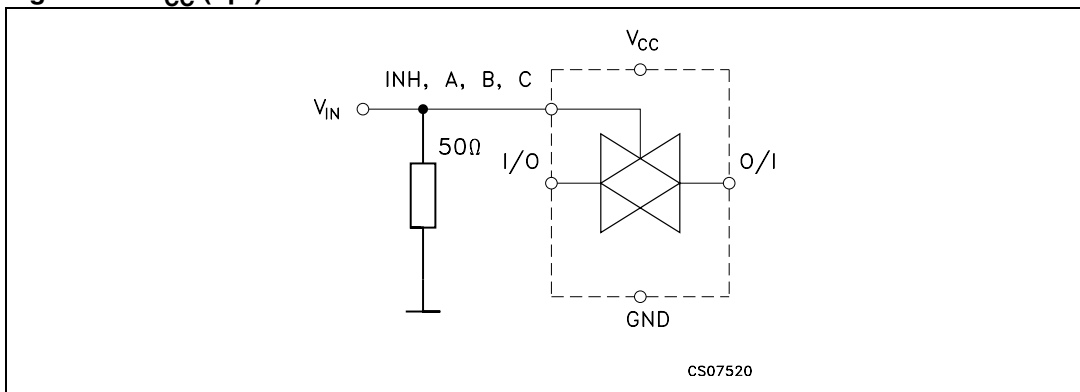 V_CC
INH, A, B, C
V_IN
50Ω
I/O
O/I
GND
CS07520